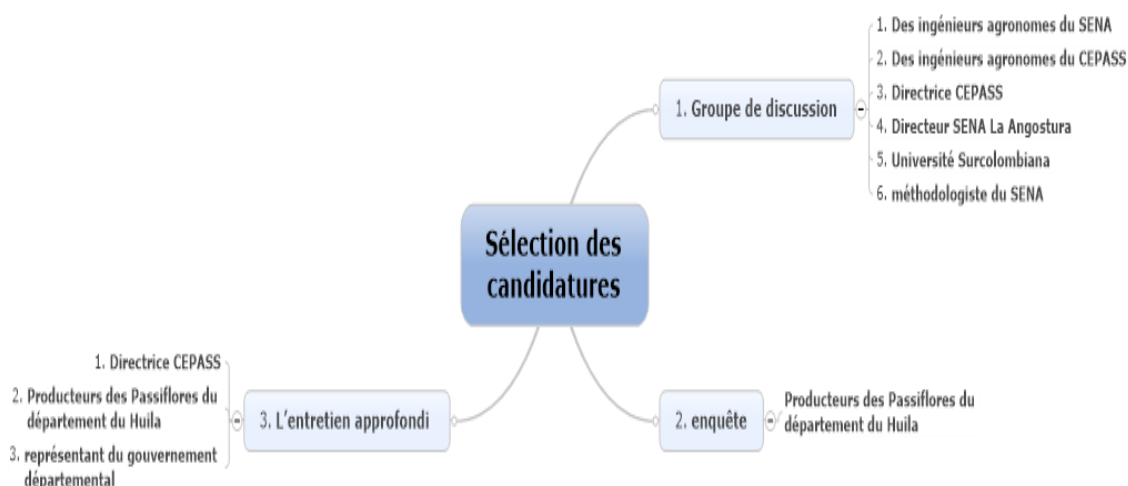 Sélection des
candidatures
1. Groupe de discussion
1. Des ingénieurs agronomes du SENA
2. Des ingénieurs agronomes du CEPASS
3. Directrice CEPASS
4. Directeur SENA La Angostura
5. Université Surcolombiana
6. méthodologiste du SENA
2. enquête
Producteurs des Passiflores du
département du Huila
3. L'entretien approfondi
1. Directrice CEPASS
2. Producteurs des Passiflores du
département du Huila
3. représentant du gouvernement
départemental